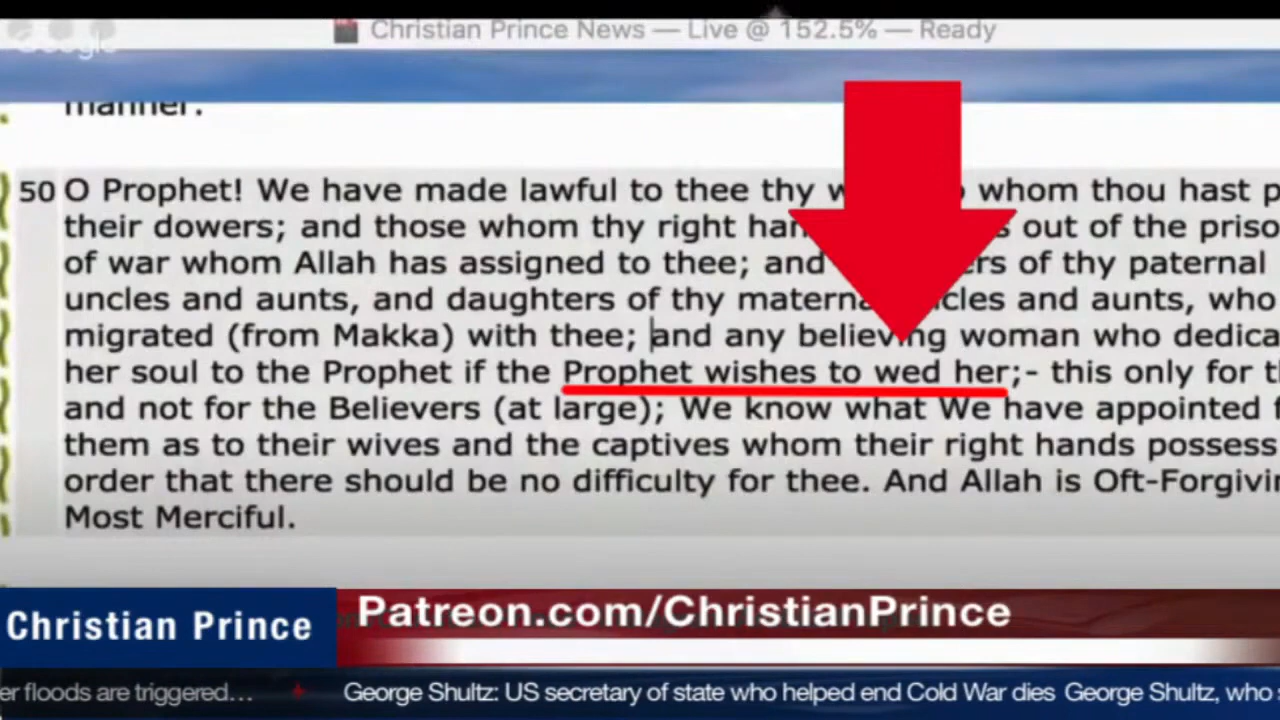 Christian Prince News — Live @ 152.5% — Ready
Google
manner.
50 O Prophet! We have made lawful to thee thy whom thou hast
their dowers; and those whom thy right out of the
of war whom Allah has assigned to thee; and of thy paternal
uncles and aunts, and daughters of thy and aunts, who
migrated (from Makka) with thee; and any believing woman who
her soul to the Prophet if the Prophet wishes to wed her;- this only for
and not for the Believers (at large); We know what We have appointed
them as to their wives and the captives whom their right hands possess
order that there should be no difficulty for thee. And Allah is
Most Merciful.
Christian Prince
Patreon.com/ChristianPrince
er floods are triggered... George Shultz: US secretary of state who helped end Cold War dies George Shultz, who